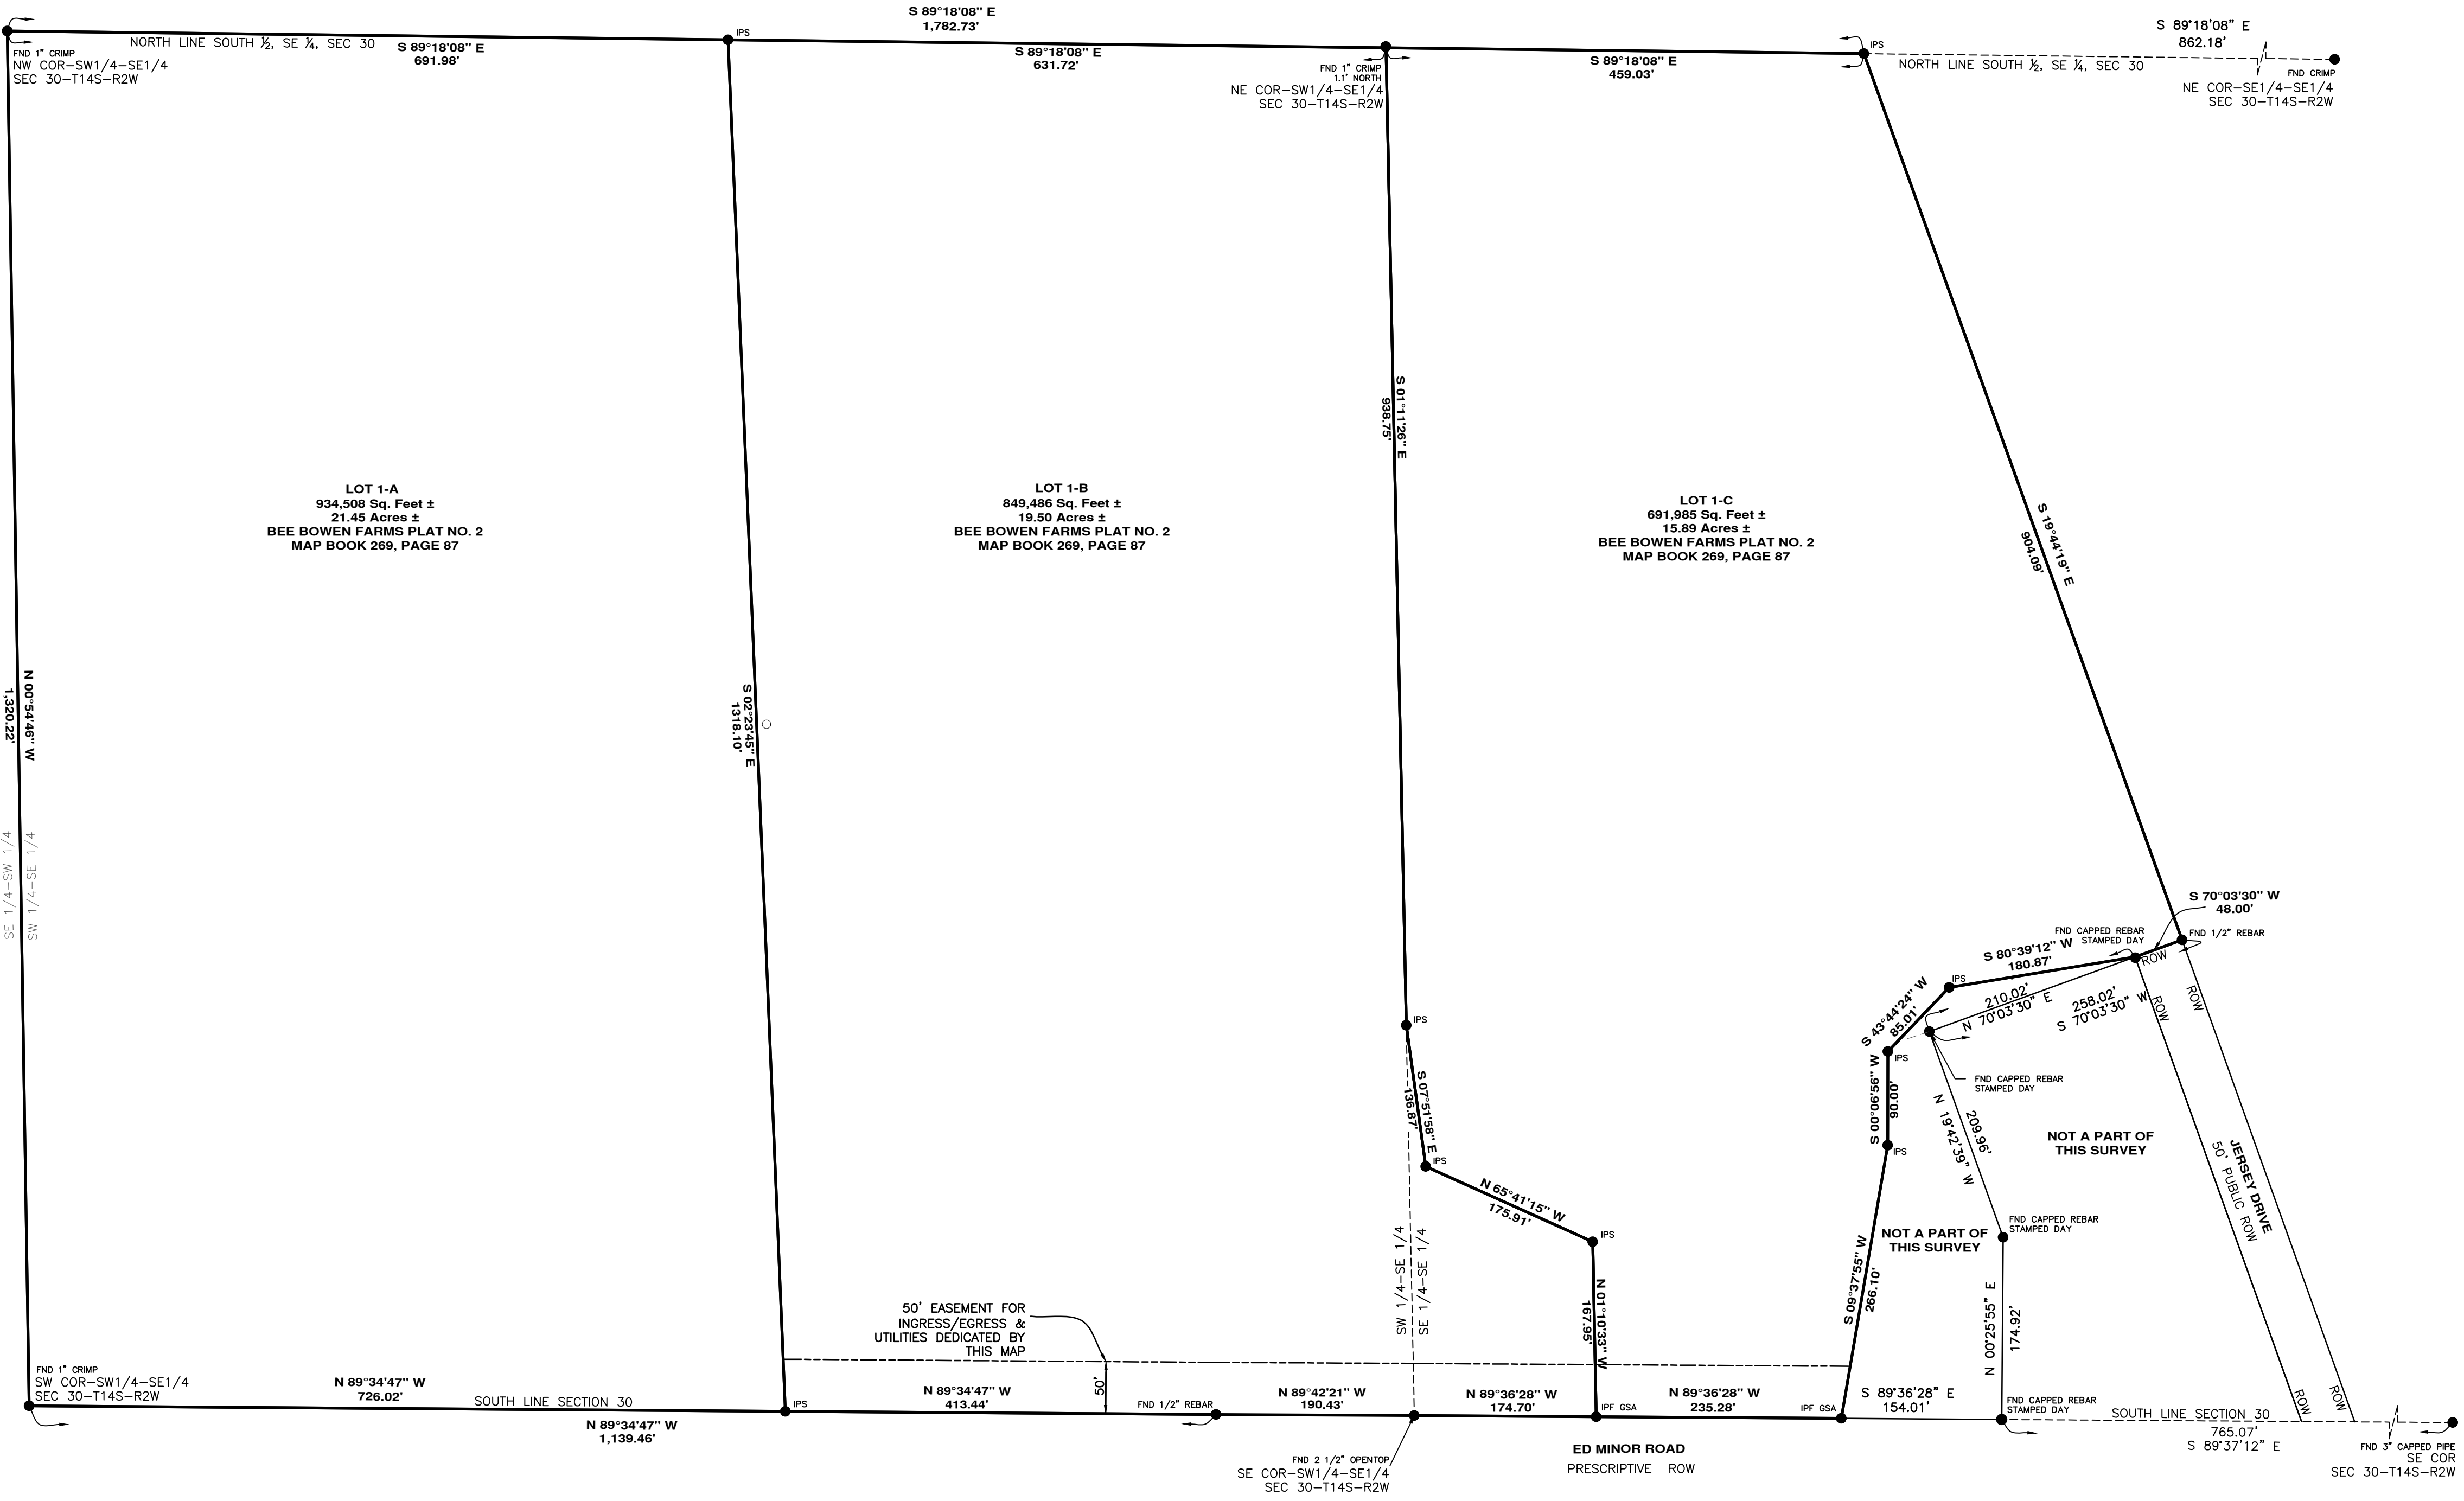 S 89°18'08" E
1,782.73'
S 89°18'08" E
862.18'
IPS
IPS
NORTH LINE SOUTH ½, SE ¼, SEC 30
S 89°18'08" E
691.98'
S 89°18'08" E
631.72'
S 89°18'08" E
459.03'
NORTH LINE SOUTH ½, SE ¼, SEC 30
FND 1" CRIMP
NW COR-SW1/4-SE1/4
SEC 30-T14S-R2W
FND 1" CRIMP
1.1' NORTH
NE COR-SW1/4-SE1/4
SEC 30-T14S-R2W
FND CRIMP
NE COR-SE1/4-SE1/4
SEC 30-T14S-R2W
S 01°11'26" E
938.75'
LOT 1-A
934,508 Sq. Feet ±
21.45 Acres ±
BEE BOWEN FARMS PLAT NO. 2
MAP BOOK 269, PAGE 87
LOT 1-B
849,486 Sq. Feet ±
19.50 Acres ±
BEE BOWEN FARMS PLAT NO. 2
MAP BOOK 269, PAGE 87
LOT 1-C
691,985 Sq. Feet ±
15.89 Acres ±
BEE BOWEN FARMS PLAT NO. 2
MAP BOOK 269, PAGE 87
S 19°44'19" E
904.09'
N 00°54'46" W
1,320.22'
S 02°23'45" E
1318.10'
SE 1/4-SW 1/4
SW 1/4-SE 1/4
S 70°03'30" W
48.00'
FND 1/2" REBAR
FND CAPPED REBAR
STAMPED DAY
S 80°39'12" W
180.87'
ROW
IPS
210.02'
N 70°03'30" E
258.02'
S 70°03'30" W
ROW
ROW
S 43°44'24" W
85.01'
IPS
IPS
S 00°06'56" W
90.00'
FND CAPPED REBAR
STAMPED DAY
S 07°51'58" E
136.87'
IPS
IPS
N 19°42'39" W
209.96'
NOT A PART OF
THIS SURVEY
JERSEY DRIVE
50' PUBLIC ROW
N 65°41'15" W
175.91'
IPS
FND CAPPED REBAR
STAMPED DAY
NOT A PART OF
THIS SURVEY
SW 1/4-SE 1/4
SE 1/4-SE 1/4
S 09°37'55" W
266.10'
N 00°25'55" E
174.92'
N 01°10'33" W
167.95'
50' EASEMENT FOR
INGRESS/EGRESS &
UTILITIES DEDICATED BY
THIS MAP
50'
FND 1" CRIMP
SW COR-SW1/4-SE1/4
SEC 30-T14S-R2W
N 89°34'47" W
726.02'
SOUTH LINE SECTION 30
IPS
N 89°34'47" W
413.44'
FND 1/2" REBAR
N 89°42'21" W
190.43'
N 89°36'28" W
174.70'
IPF GSA
N 89°36'28" W
235.28'
IPF GSA
S 89°36'28" E
154.01'
FND CAPPED REBAR
STAMPED DAY
ROW
ROW
SOUTH LINE SECTION 30
765.07'
S 89°37'12" E
N 89°34'47" W
1,139.46'
FND 2 1/2" OPENTOP
SE COR-SW1/4-SE1/4
SEC 30-T14S-R2W
ED MINOR ROAD
PRESCRIPTIVE ROW
FND 3" CAPPED PIPE
SE COR
SEC 30-T14S-R2W